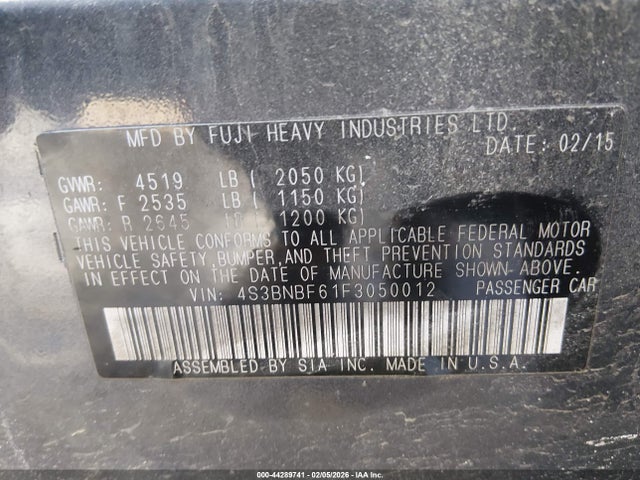 MFD BY FUJI HEAVY INDUSTRIES LTD.
DATE: 02/15
GVWR: 4519 LB ( 2050 KG)
GAWR: F 2535 LB ( 1150 KG)
GAWR: R 2645 LB ( 1200 KG)
THIS VEHICLE CONFORMS TO ALL APPLICABLE FEDERAL MOTOR
VEHICLE SAFETY, BUMPER, AND THEFT PREVENTION STANDARDS
IN EFFECT ON THE DATE OF MANUFACTURE SHOWN ABOVE.
VIN: 4S3BNBF61F3050012 PASSENGER CAR
ASSEMBLED BY SIA INC. MADE IN U.S.A.
000-44289741 - 02/05/2026 - IAA Inc.